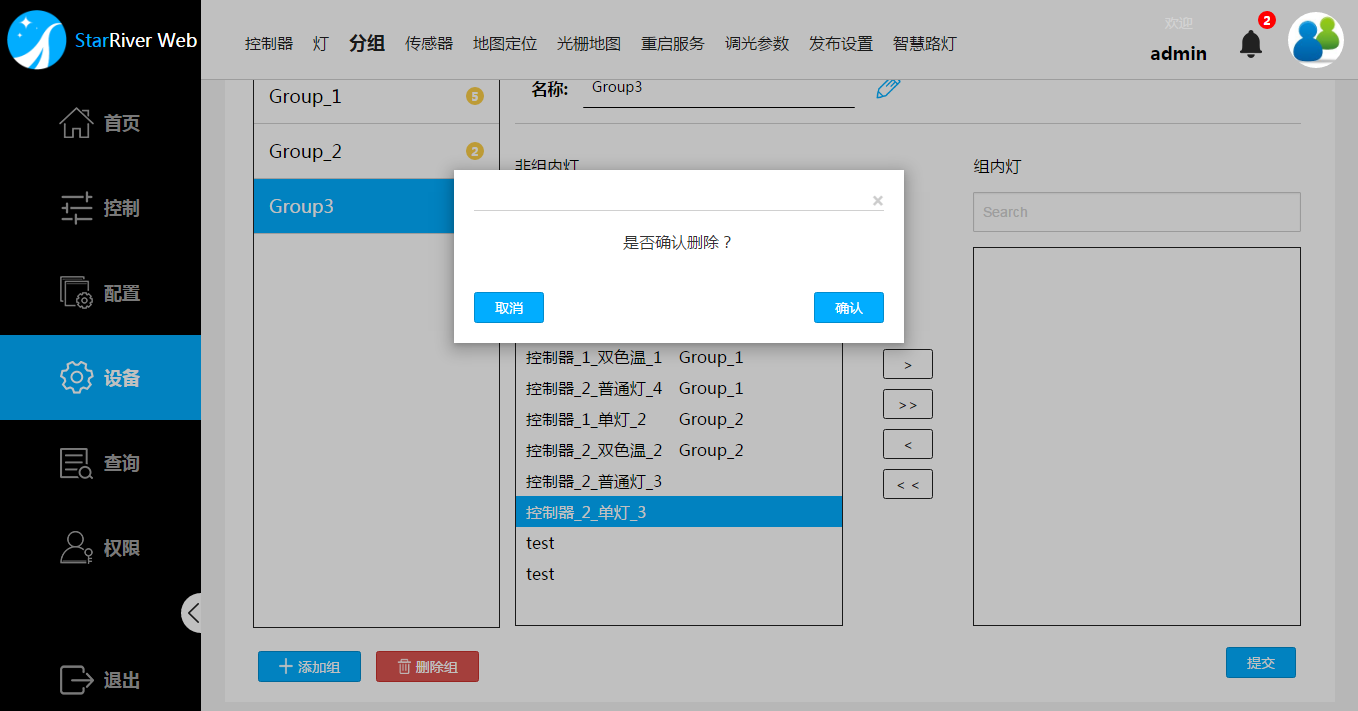 StarRiver Web
控制器 灯 分组 传感器 地图定位 光栅地图 重启服务 调光参数 发布设置 智慧路灯
欢迎
admin
2
首页
控制
配置
设备
查询
权限
退出
Group_1 5
Group_2 2
Group3
名称: Group3
非组内灯
组内灯
Search
×
是否确认删除？
取消 确认
控制器_1_双色温_1 Group_1
控制器_2_普通灯_4 Group_1
控制器_1_单灯_2 Group_2
控制器_2_双色温_2 Group_2
控制器_2_普通灯_3
控制器_2_单灯_3
test
test
>
>>
<
< <
添加组 删除组
提交